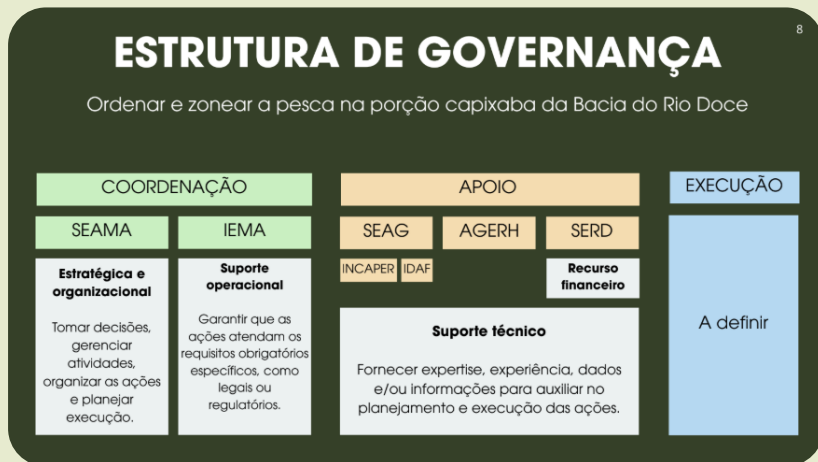 8
ESTRUTURA DE GOVERNANÇA
Ordenar e zonear a pesca na porção capixaba da Bacia do Rio Doce
COORDENAÇÃO
SEAMA
IEMA
Estratégica e
organizacional
Tomar decisões,
gerenciar
atividades,
organizar as ações
e planejar
execução.
Suporte
operacional
Garantir que as
ações atendam os
requisitos obrigatórios
específicos, como
legais ou
regulatórios.
APOIO
SEAG
AGERH
SERD
INCAPER
IDAF
Recurso
financeiro
Suporte técnico
Fornecer expertise, experiência, dados
e/ou informações para auxiliar no
planejamento e execução das ações.
EXECUÇÃO
A definir